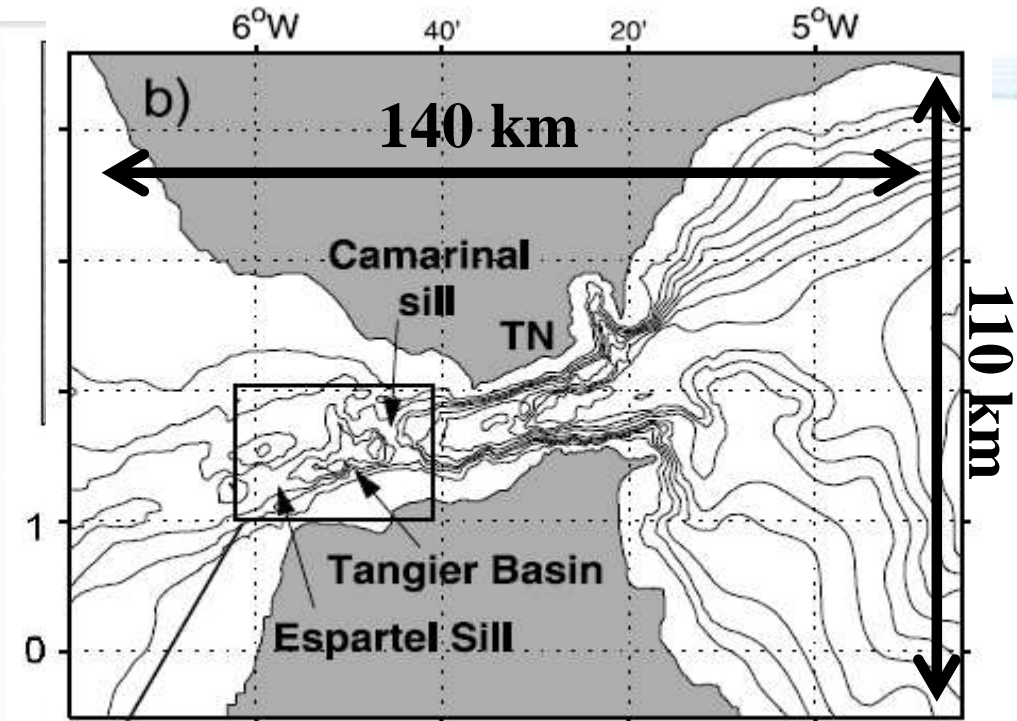 6°W 40' 20' 5°W
b)
140 km
Camarinal
sill
TN
110 km
1
Tangier Basin
Espartel Sill
0